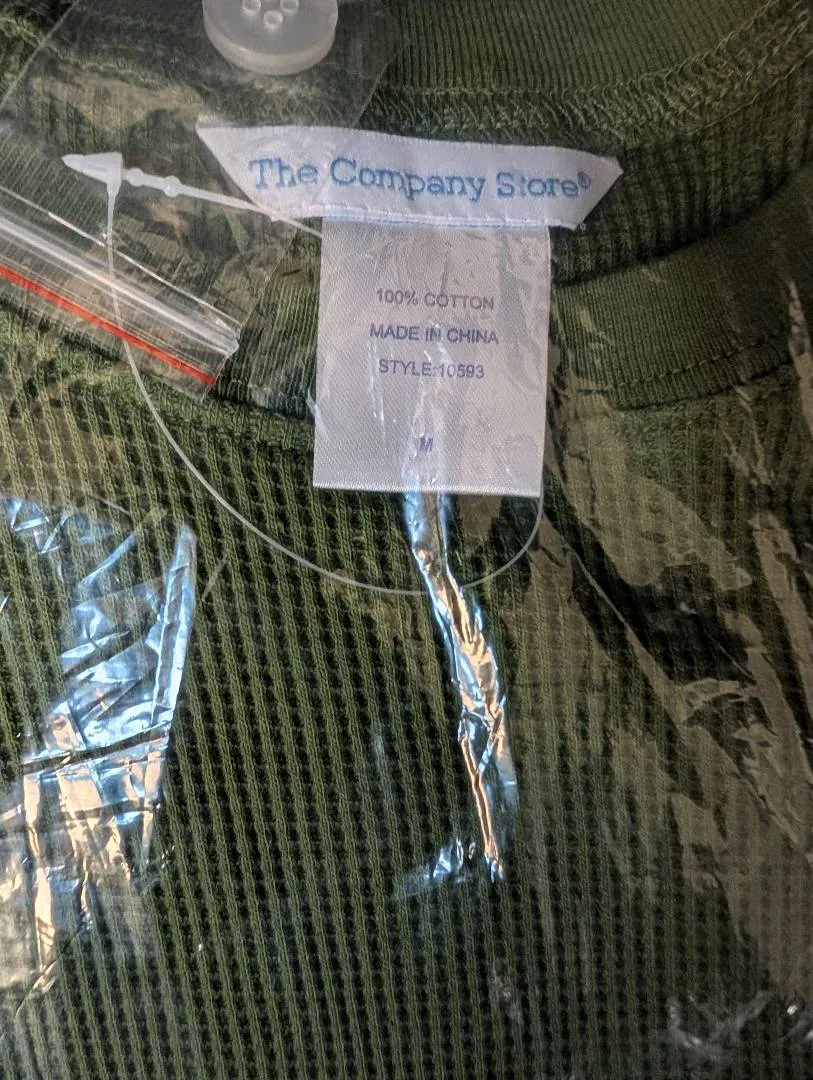 The Company Store®
100% COTTON
MADE IN CHINA
STYLE:10593
M